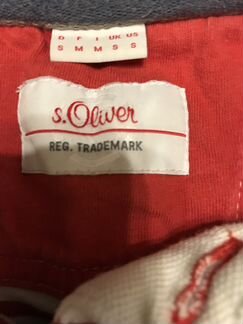 D F I UK US
S M M S S
s.Oliver
REG. TRADEMARK